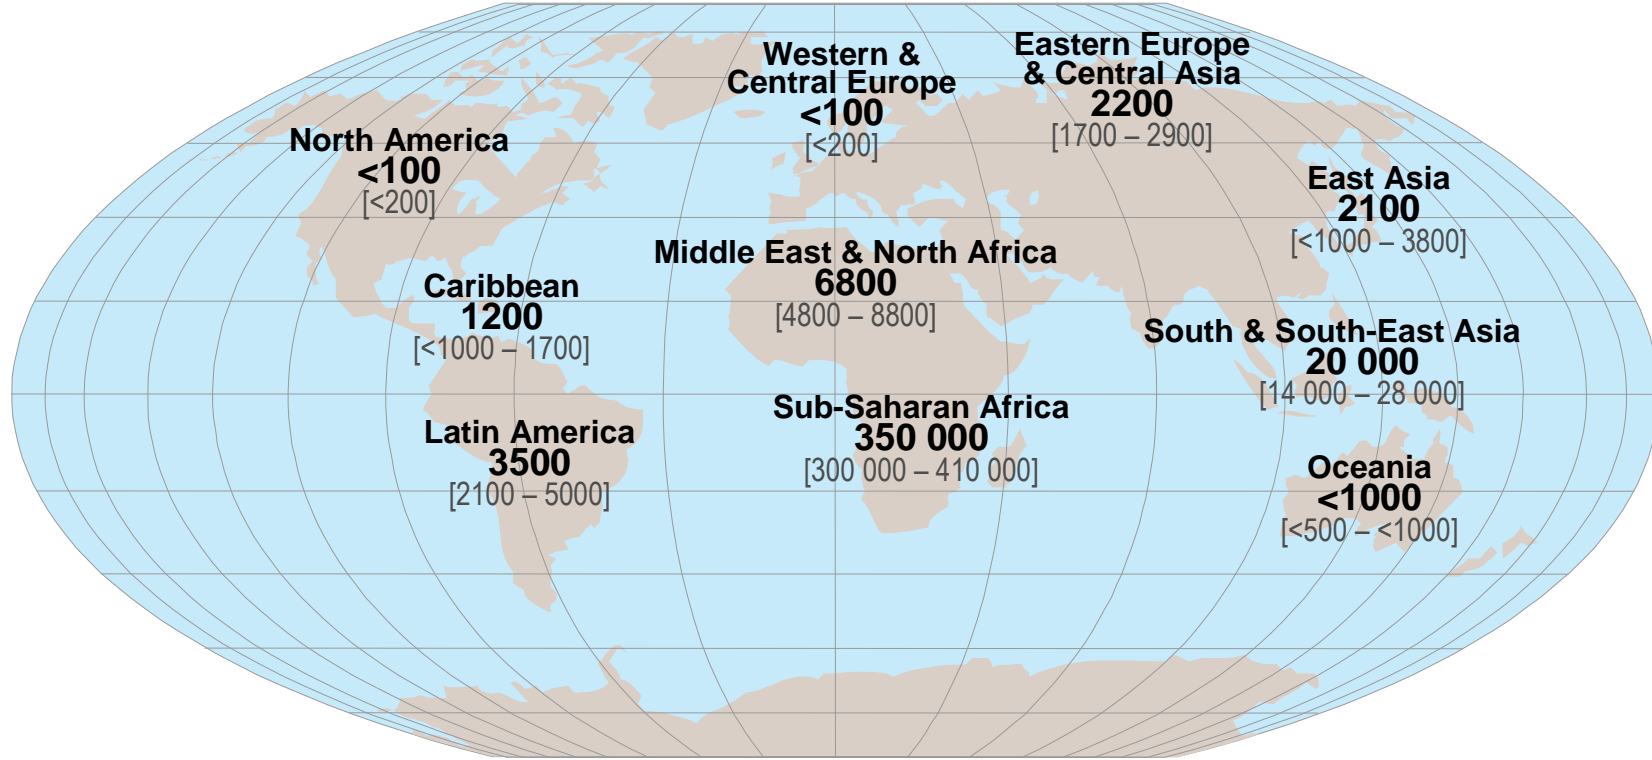 Western &
Central Europe
<100
[<200]
Eastern Europe
& Central Asia
2200
[1700 – 2900]
North America
<100
[<200]
East Asia
2100
[<1000 – 3800]
Middle East & North Africa
6800
[4800 – 8800]
Caribbean
1200
[<1000 – 1700]
South & South-East Asia
20 000
[14 000 – 28 000]
Sub-Saharan Africa
350 000
[300 000 – 410 000]
Latin America
3500
[2100 – 5000]
Oceania
<1000
[<500 – <1000]